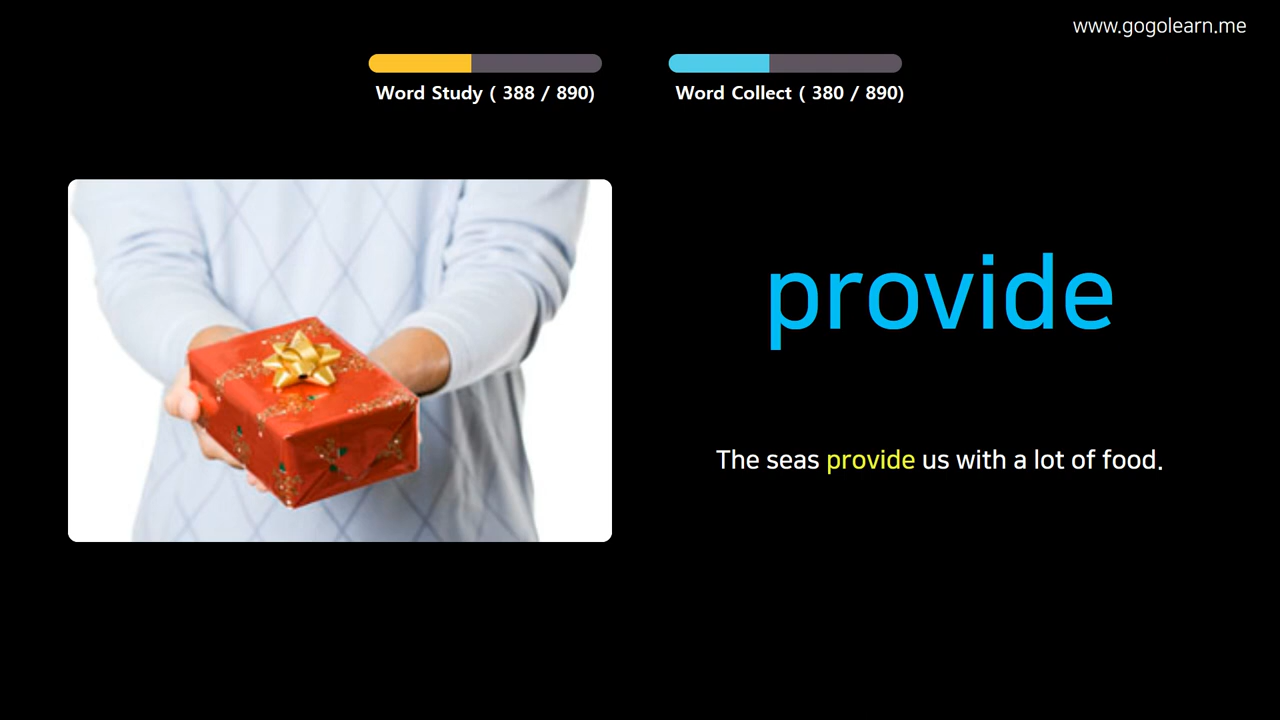 www.gogolearn.me
Word Study ( 388 / 890)
Word Collect ( 380 / 890)
provide
The seas provide us with a lot of food.